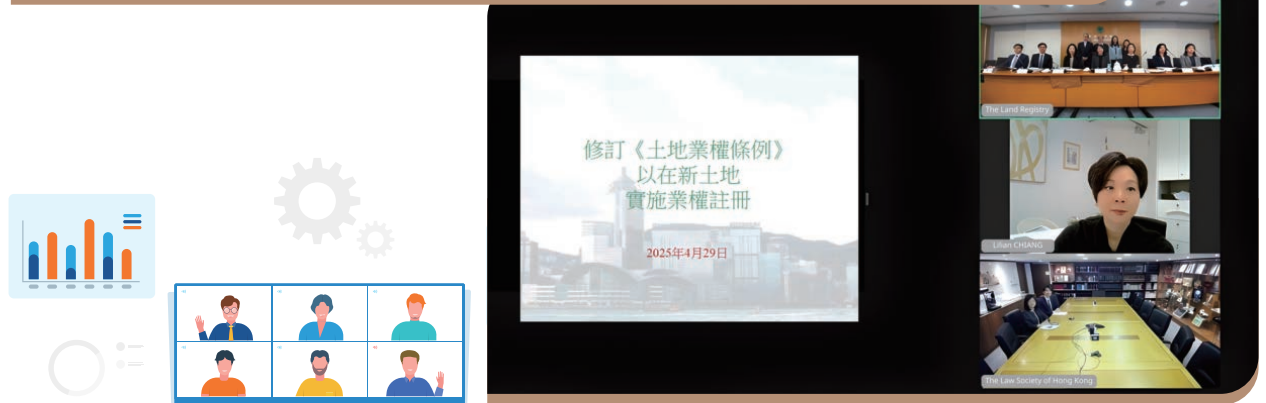 修訂《土地業權條例》
以在新土地
實施業權註冊
2025年4月29日
The Land Registry
Lilian CHIANG
The Law Society of Hong Kong